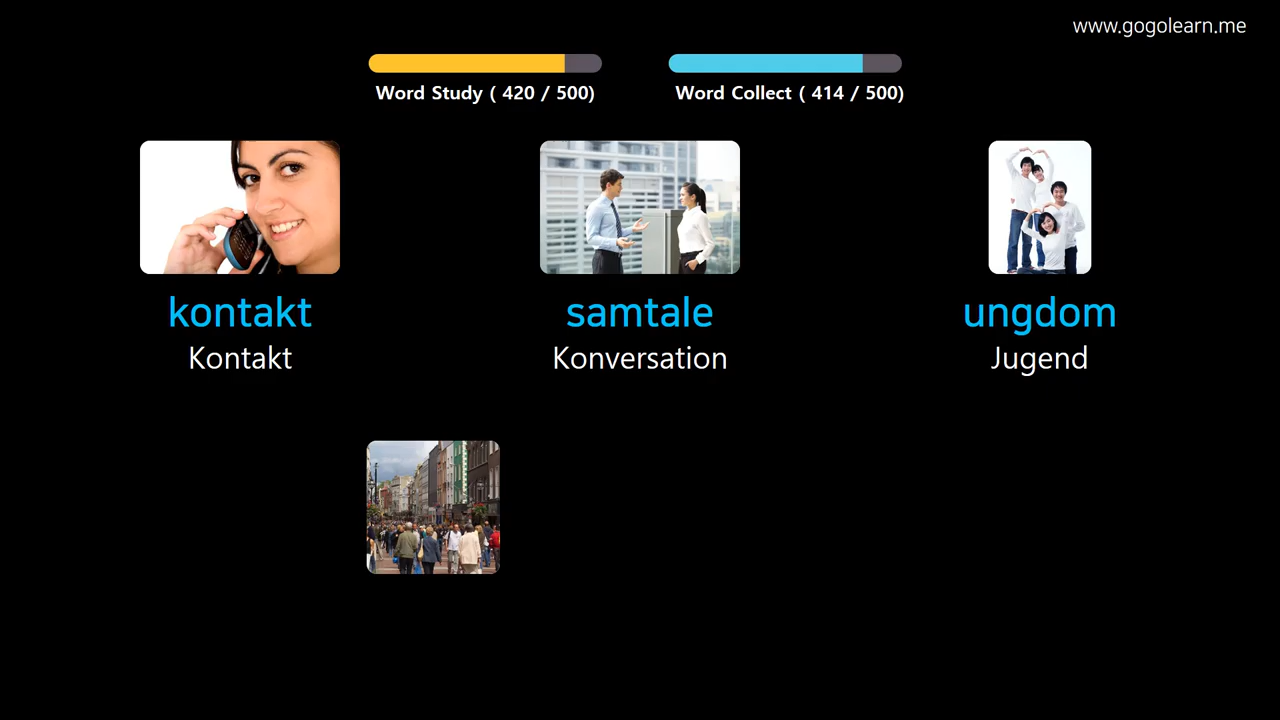 www.gogolearn.me
Word Study ( 420 / 500)
Word Collect ( 414 / 500)
kontakt
Kontakt
samtale
Konversation
ungdom
Jugend